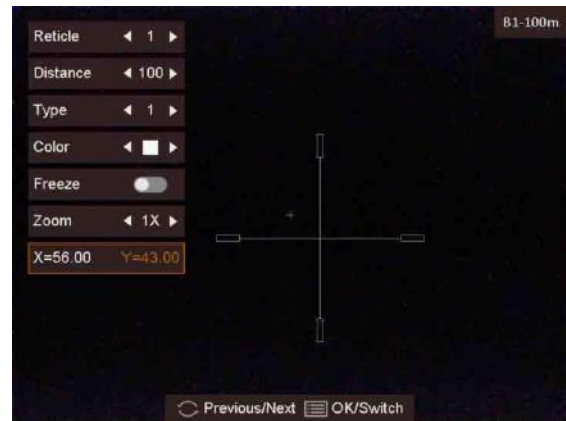 B1-100m
Reticle 1
Distance 100
Type 1
Color
Freeze
Zoom 1X
X=56.00 Y=43.00
Previous/Next OK/Switch